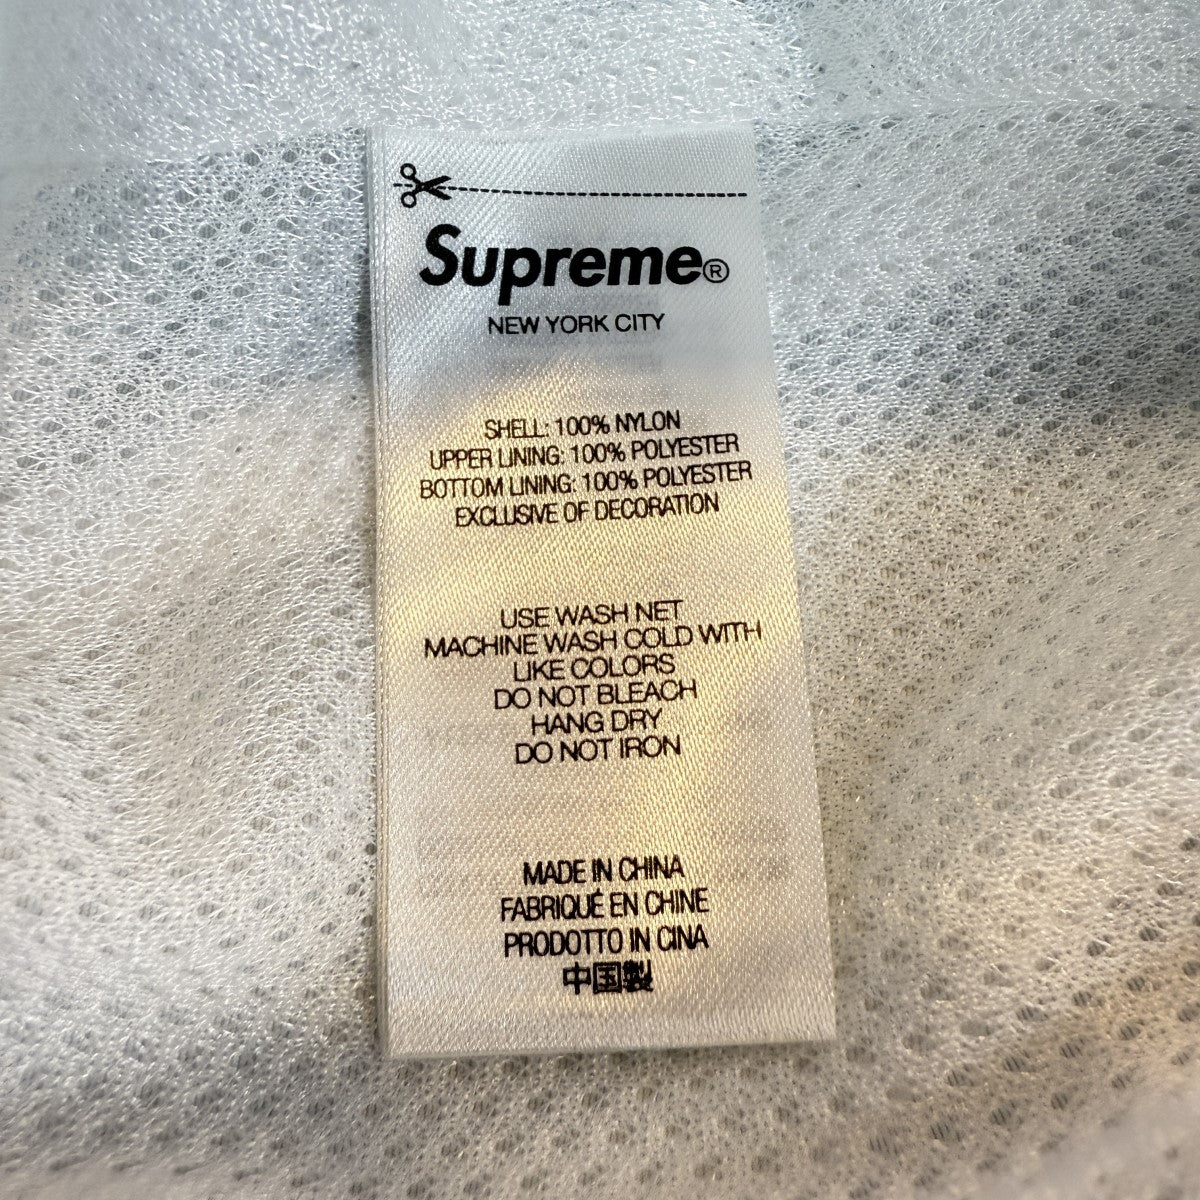 Supreme®
NEW YORK CITY
SHELL: 100% NYLON
UPPER LINING: 100% POLYESTER
BOTTOM LINING: 100% POLYESTER
EXCLUSIVE OF DECORATION
USE WASH NET
MACHINE WASH COLD WITH
LIKE COLORS
DO NOT BLEACH
HANG DRY
DO NOT IRON
MADE IN CHINA
FABRIQUÉ EN CHINE
PRODOTTO IN CINA
中国製